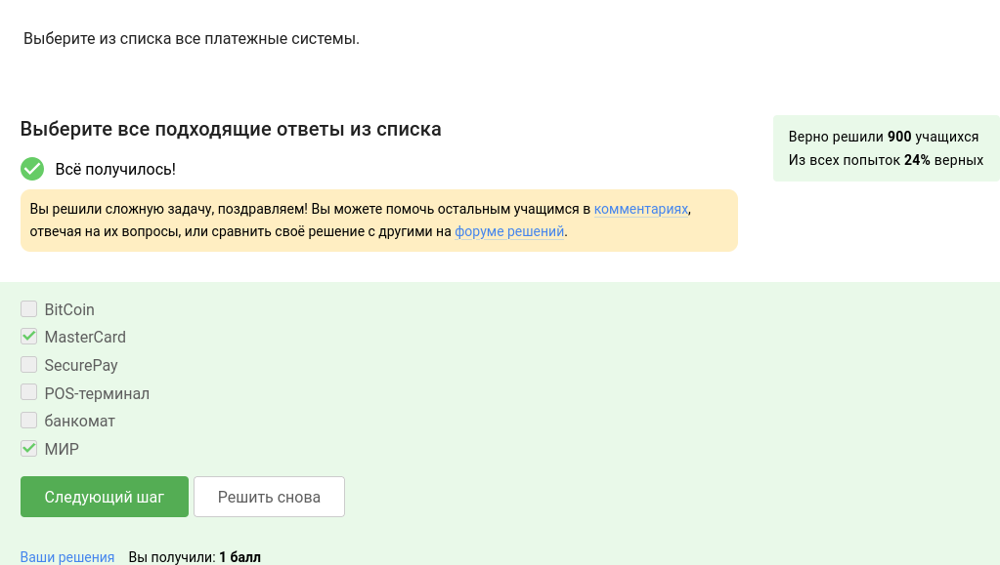 Выберите из списка все платежные системы.
Выберите все подходящие ответы из списка
Всё получилось!
Вы решили сложную задачу, поздравляем! Вы можете помочь остальным учащимся в комментариях,
отвечая на их вопросы, или сравнить своё решение с другими на форуме решений.
Верно решили 900 учащихся
Из всех попыток 24% верных
BitCoin
MasterCard
SecurePay
POS-терминал
банкомат
МИР
Следующий шаг
Решить снова
Ваши решения Вы получили: 1 балл